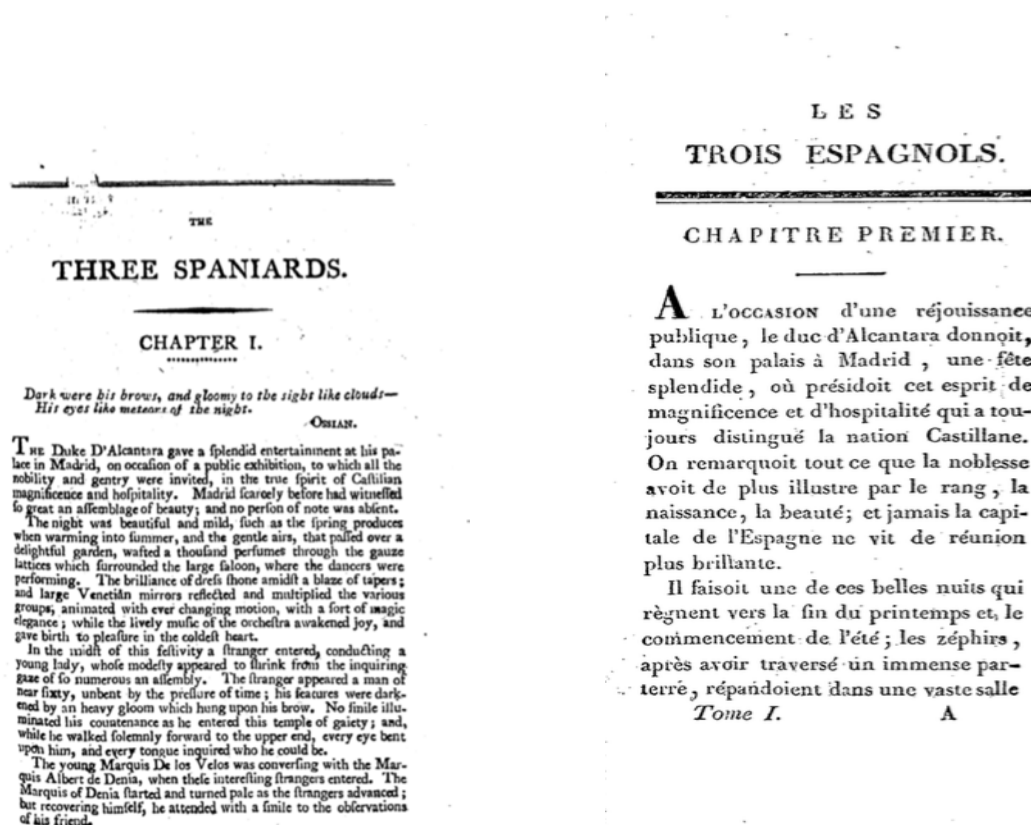 THE
THREE SPANIARDS.
CHAPTER I.
Dark were his brows, and gloomy to the sight like clouds—
His eyes like meteors of the night.
OSSIAN.
THE Duke D'Alcantara gave a ſplendid entertainment at his pa-
lace in Madrid, on occaſion of a public exhibition, to which all the
nobility and gentry were invited, in the true ſpirit of Caſtilian
magnificence and hoſpitality. Madrid ſcarcely before had witneſſed
ſo great an aſſemblage of beauty; and no perſon of note was abſent.
The night was beautiful and mild, ſuch as the ſpring produces
when warming into ſummer, and the gentle airs, that paſſed over a
delightful garden, wafted a thouſand perfumes through the gauze
lattices which ſurrounded the large ſaloon, where the dancers were
performing. The brilliance of dreſs ſhone amidſt a blaze of tapers;
and large Venetian mirrors reflected and multiplied the various
groups, animated with ever changing motion, with a ſort of magic
elegance; while the lively muſic of the orcheſtra awakened joy, and
gave birth to pleaſure in the coldeſt heart.
In the midſt of this feſtivity a ſtranger entered, conducting a
young lady, whoſe modeſty appeared to ſhrink from the inquiring
gaze of ſo numerous an aſſembly. The ſtranger appeared a man of
near ſixty, unbent by the preſſure of time; his features were dark-
ened by an heavy gloom which hung upon his brow. No ſmile illu-
minated his countenance as he entered this temple of gaiety; and,
while he walked ſolemnly forward to the upper end, every eye bent
upon him, and every tongue inquired who he could be.
The young Marquis De los Velos was converſing with the Mar-
quis Albert de Denia, when theſe intereſting ſtrangers entered. The
Marquis of Denia ſtarted and turned pale as the ſtrangers advanced;
but recovering himſelf, he attended with a ſmile to the obſervations
of his friend.
LES
TROIS ESPAGNOLS.
CHAPITRE PREMIER.
A L'OCCASION d'une réjouissance
publique, le duc d'Alcantara donnoit,
dans son palais à Madrid, une fête
splendide, où présidoit cet esprit de
magnificence et d'hospitalité qui a tou-
jours distingué la nation Castillane.
On remarquoit tout ce que la noblesse
avoit de plus illustre par le rang, la
naissance, la beauté; et jamais la capi-
tale de l'Espagne ne vit de réunion
plus brillante.
Il faisoit une de ces belles nuits qui
règnent vers la fin du printemps et le
commencement de l'été; les zéphirs,
après avoir traversé un immense par-
terre, répandoient dans une vaste salle
Tome I. A